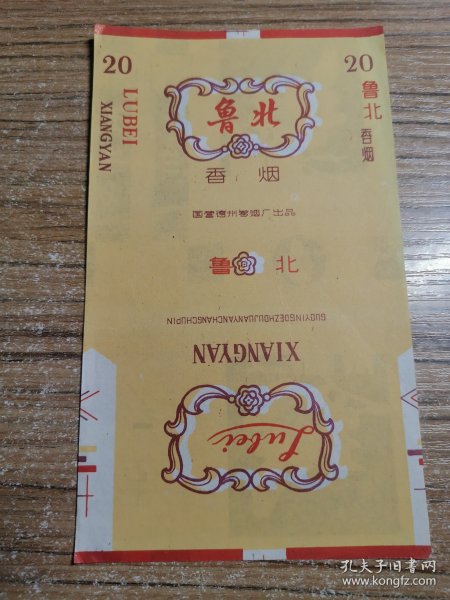 20
LUBEI
XIANGYAN
鲁北
香烟
20
鲁北
香烟
国营德州卷烟厂出品
鲁北
GUOYINGDEZHOUJUANYANCHANGCHUPIN
XIANGYAN
Lubei
孔夫子旧书网
www.kongfz.com